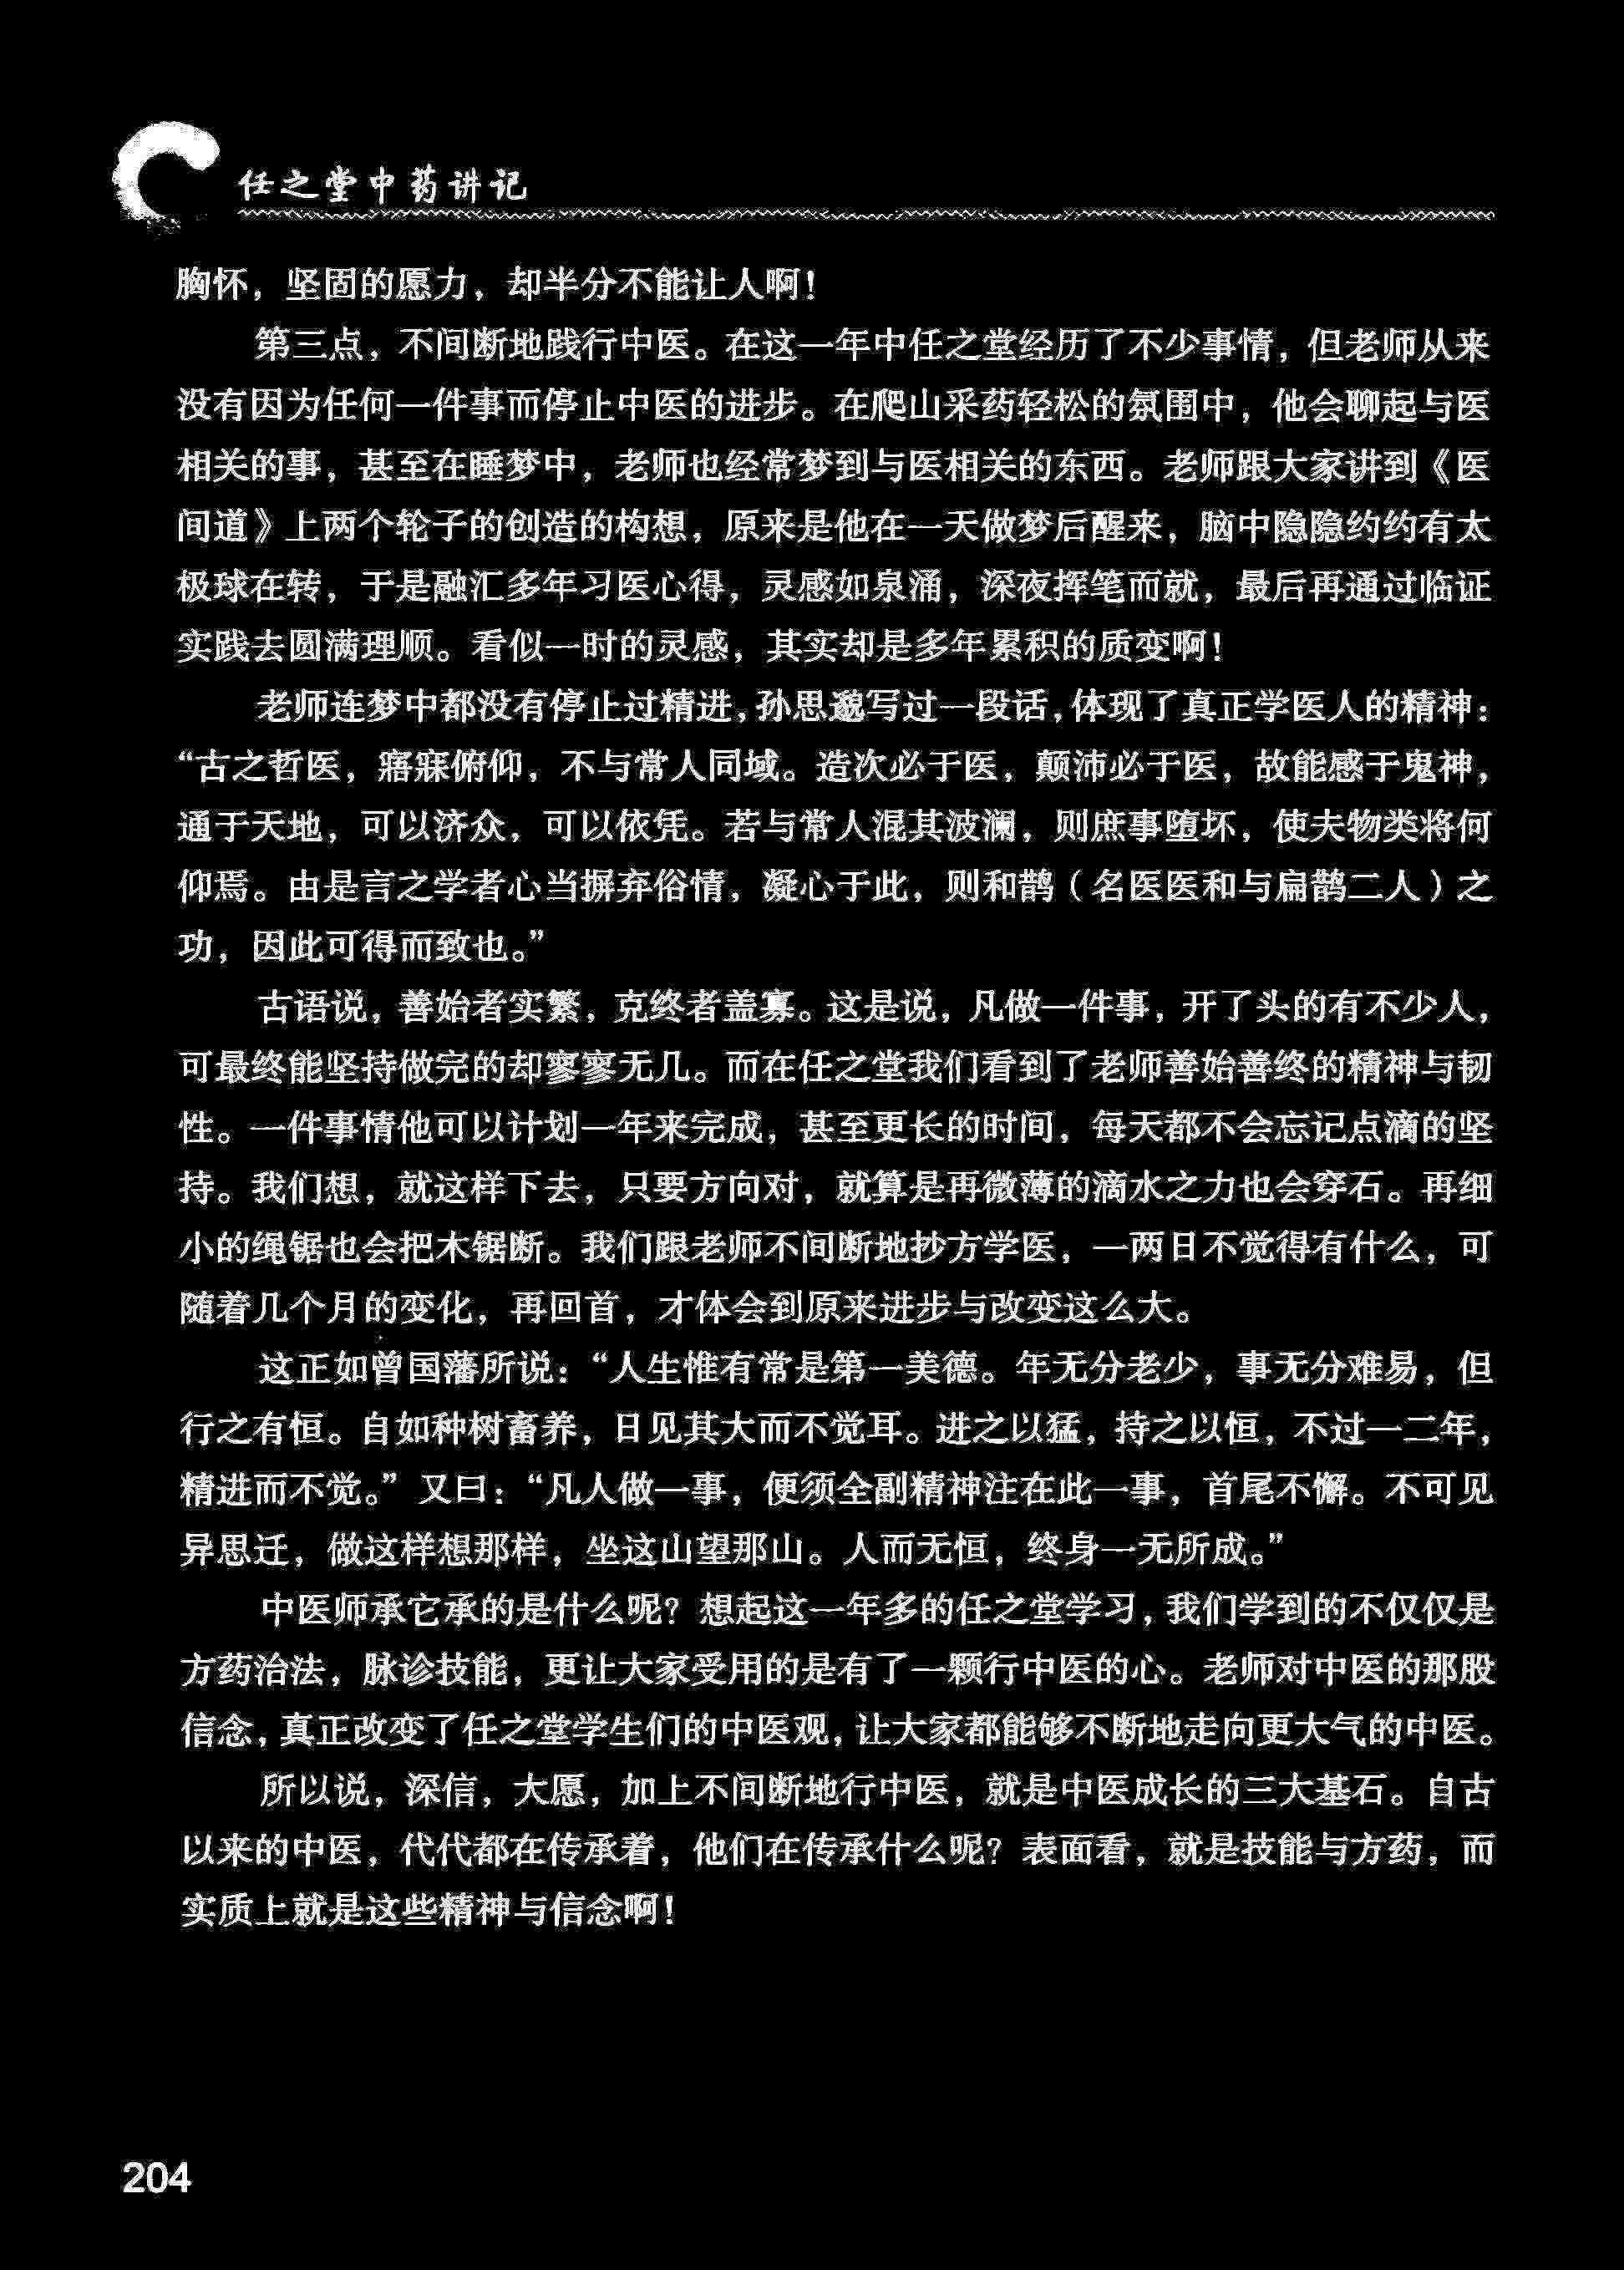 任之堂中药讲记
胸怀，坚固的愿力，却半分不能让人啊！
第三点，不间断地践行中医。在这一年中任之堂经历了不少事情，但老师从来
没有因为任何一件事而停止中医的进步。在爬山采药轻松的氛围中，他会聊起与医
相关的事，甚至在睡梦中，老师也经常梦到与医相关的东西。老师跟大家讲到《医
间道》上两个轮子的创造的构想，原来是他在一天做梦后醒来，脑中隐隐约约有太
极球在转，于是融汇多年习医心得，灵感如泉涌，深夜挥笔而就，最后再通过临证
实践去圆满理顺。看似一时的灵感，其实却是多年累积的质变啊！
老师连梦中都没有停止过精进，孙思邈写过一段话，体现了真正学医人的精神：
“古之哲医，寤寐俯仰，不与常人同域。造次必于医，颠沛必于医，故能感于鬼神，
通于天地，可以济众，可以依凭。若与常人混其波澜，则庶事堕坏，使夫物类将何
仰焉。由是言之学者心当摒弃俗情，凝心于此，则和鹊（名医医和与扁鹊二人）之
功，因此可得而致也。”
古语说，善始者实繁，克终者盖寡。这是说，凡做一件事，开了头的有不少人，
可最终能坚持做完的却寥寥无几。而在任之堂我们看到了老师善始善终的精神与韧
性。一件事情他可以计划一年来完成，甚至更长的时间，每天都不会忘记点滴的坚
持。我们想，就这样下去，只要方向对，就算是再微薄的滴水之力也会穿石。再细
小的绳锯也会把木锯断。我们跟老师不间断地抄方学医，一两日不觉得有什么，可
随着几个月的变化，再回首，才体会到原来进步与改变这么大。
这正如曾国藩所说：“人生惟有常是第一美德。年无分老少，事无分难易，但
行之有恒。自如种树畜养，日见其大而不觉耳。进之以猛，持之以恒，不过一二年，
精进而不觉。”又曰：“凡人做一事，便须全副精神注在此一事，首尾不懈。不可见
异思迁，做这样想那样，坐这山望那山。人而无恒，终身一无所成。”
中医师承它承的是什么呢？想起这一年多的任之堂学习，我们学到的不仅仅是
方药治法，脉诊技能，更让大家受用的是有了一颗行中医的心。老师对中医的那股
信念，真正改变了任之堂学生们的中医观，让大家都能够不断地走向更大气的中医。
所以说，深信，大愿，加上不间断地行中医，就是中医成长的三大基石。自古
以来的中医，代代都在传承着，他们在传承什么呢？表面看，就是技能与方药，而
实质上就是这些精神与信念啊！
204